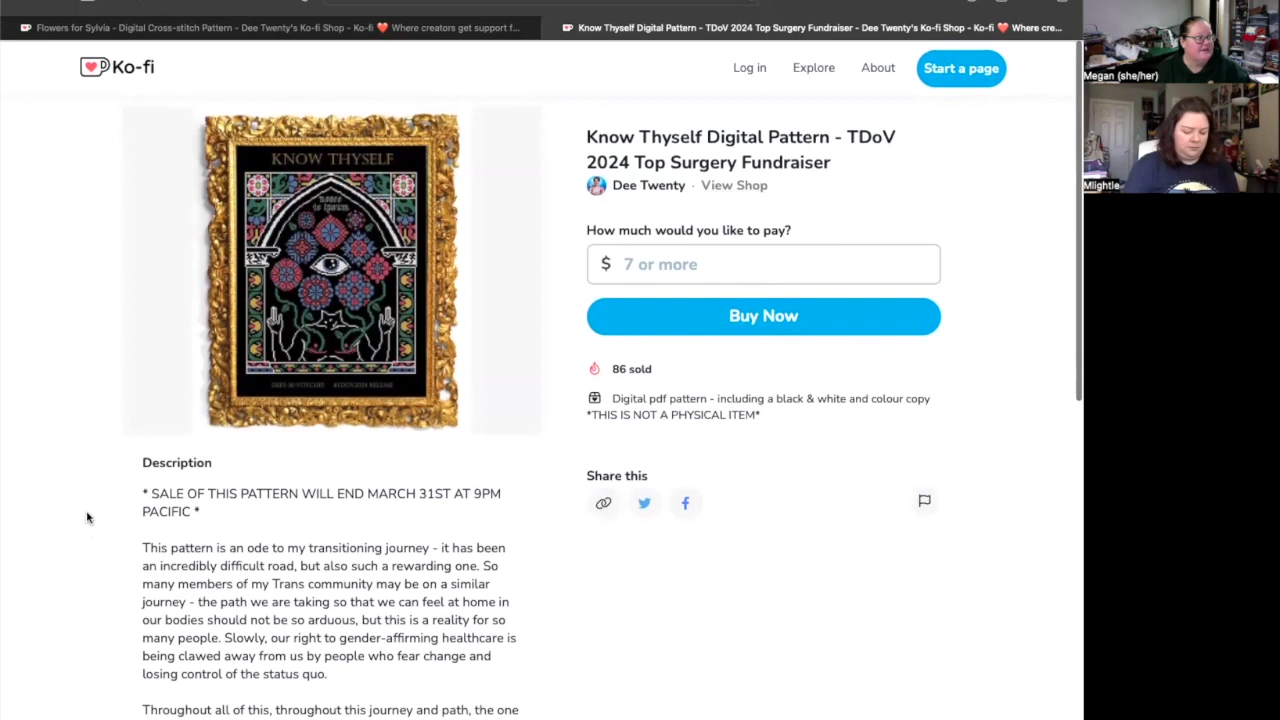 Flowers for Sylvia - Digital Cross-stitch Pattern - Dee Twenty's Ko-fi Shop - Ko-fi ❤️ Where creators get support f...
Know Thyself Digital Pattern - TDoV 2024 Top Surgery Fundraiser - Dee Twenty's Ko-fi Shop - Ko-fi ❤️ Where cre...
Ko-fi
Log in
Explore
About
Start a page
Megan (she/her)
Mlightle
KNOW THYSELF
Know Thyself Digital Pattern - TDoV
2024 Top Surgery Fundraiser
Dee Twenty · View Shop
How much would you like to pay?
$ 7 or more
Buy Now
86 sold
Digital pdf pattern - including a black & white and colour copy
*THIS IS NOT A PHYSICAL ITEM*
Share this
Description
* SALE OF THIS PATTERN WILL END MARCH 31ST AT 9PM
PACIFIC *
This pattern is an ode to my transitioning journey - it has been
an incredibly difficult road, but also such a rewarding one. So
many members of my Trans community may be on a similar
journey - the path we are taking so that we can feel at home in
our bodies should not be so arduous, but this is a reality for so
many people. Slowly, our right to gender-affirming healthcare is
being clawed away from us by people who fear change and
losing control of the status quo.
Throughout all of this, throughout this journey and path, the one